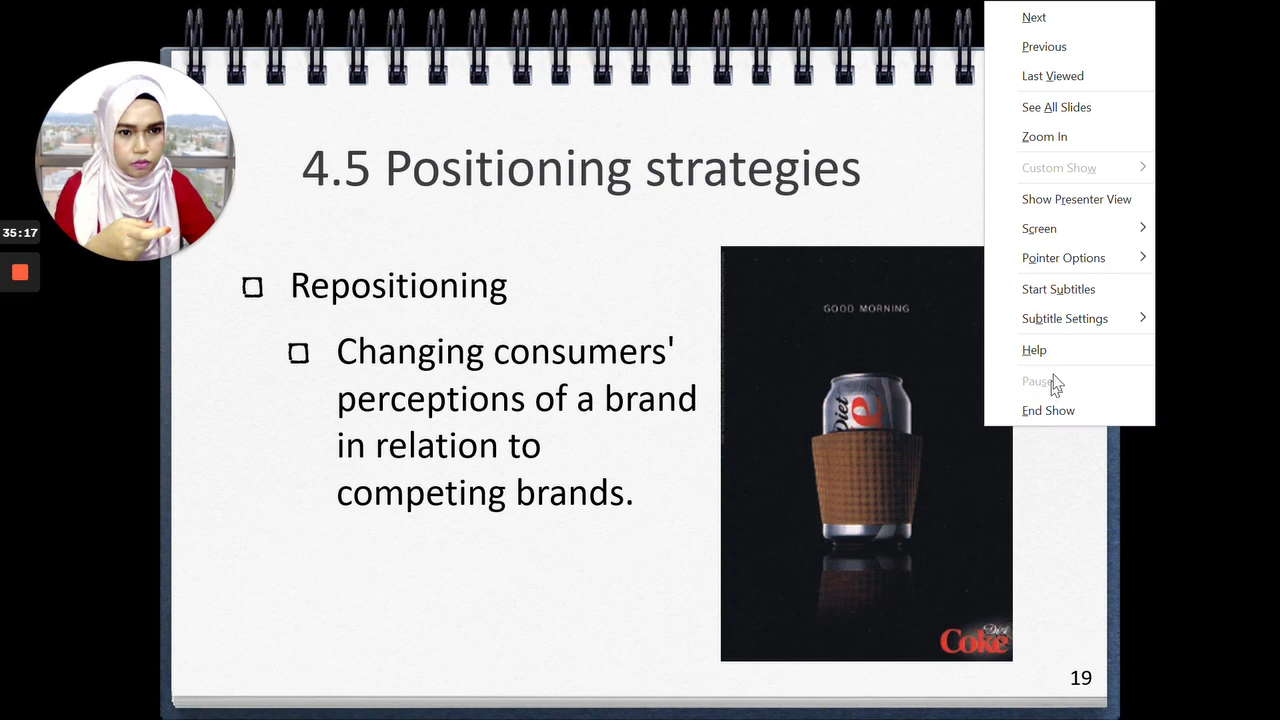 4.5 Positioning strategies
Repositioning
Changing consumers'
perceptions of a brand
in relation to
competing brands.
GOOD MORNING
Diet
Diet
Coke
19
35:17
Next
Previous
Last Viewed
See All Slides
Zoom In
Custom Show
Show Presenter View
Screen
Pointer Options
Start Subtitles
Subtitle Settings
Help
Pause
End Show